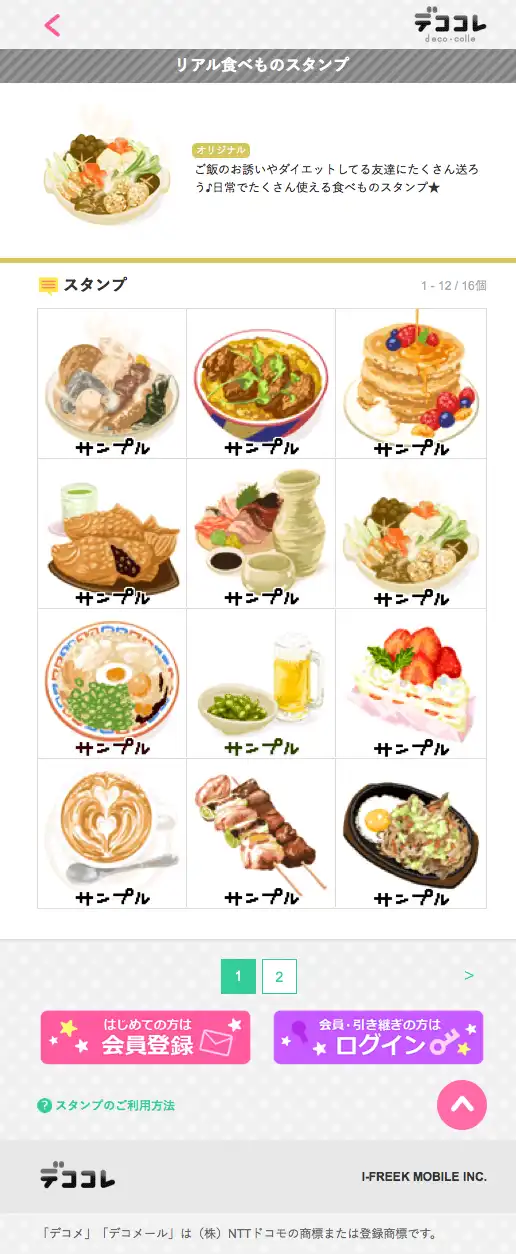 デココレ
deco・colle
リアル食べものスタンプ
オリジナル
ご飯のお誘いやダイエットしてる友達にたくさん送ろ
う♪日常でたくさん使える食べものスタンプ★
スタンプ
1 - 12 / 16個
サンプル
サンプル
サンプル
サンプル
サンプル
サンプル
サンプル
サンプル
サンプル
サンプル
サンプル
サンプル
1
2
>
はじめての方は
会員登録
会員・引き継ぎの方は
ログイン
? スタンプのご利用方法
デココレ
I-FREEK MOBILE INC.
「デコメ」「デコメール」は（株）NTTドコモの商標または登録商標です。